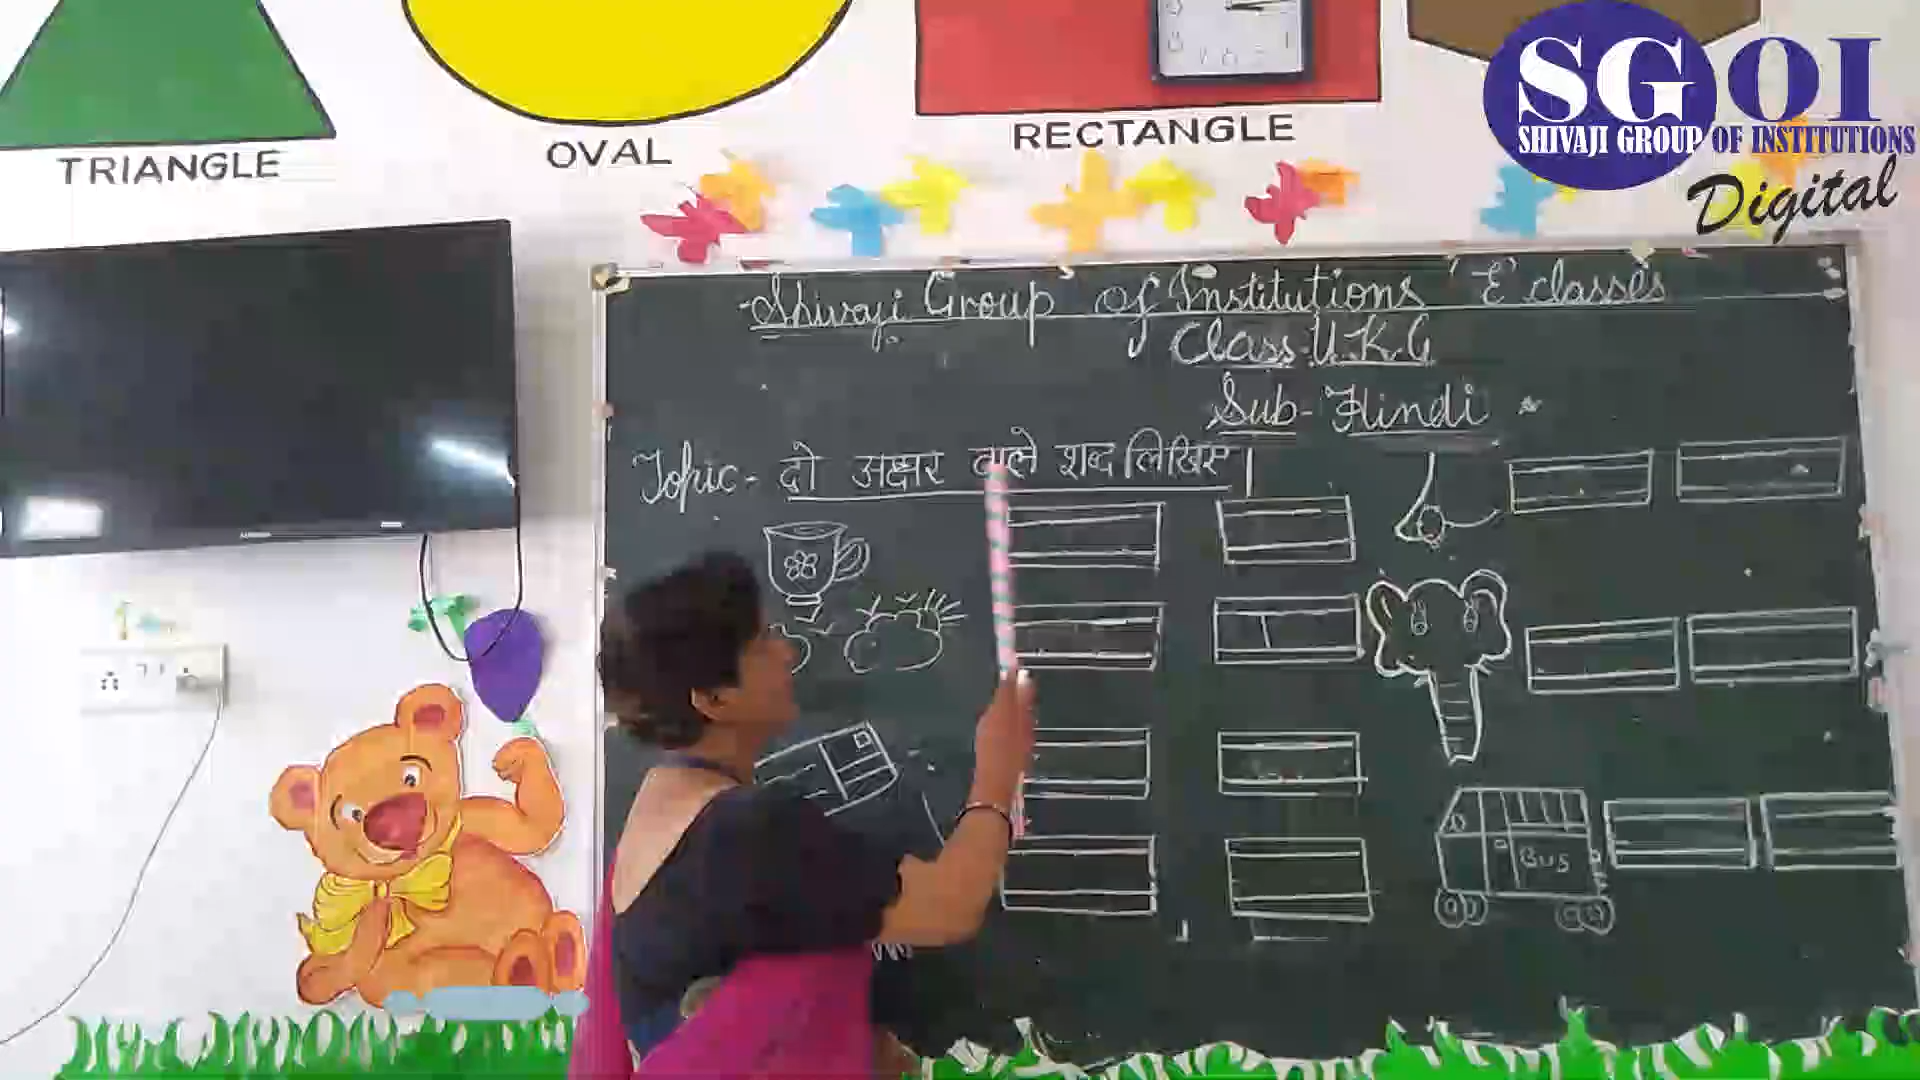 TRIANGLE
OVAL
RECTANGLE
SGOI
SHIVAJI GROUP OF INSTITUTIONS
Digital
Shivaji Group of Institutions 'E' classes
Class U.K.G
Sub- Hindi
Topic- दो अक्षर वाले शब्द लिखिए
BUS